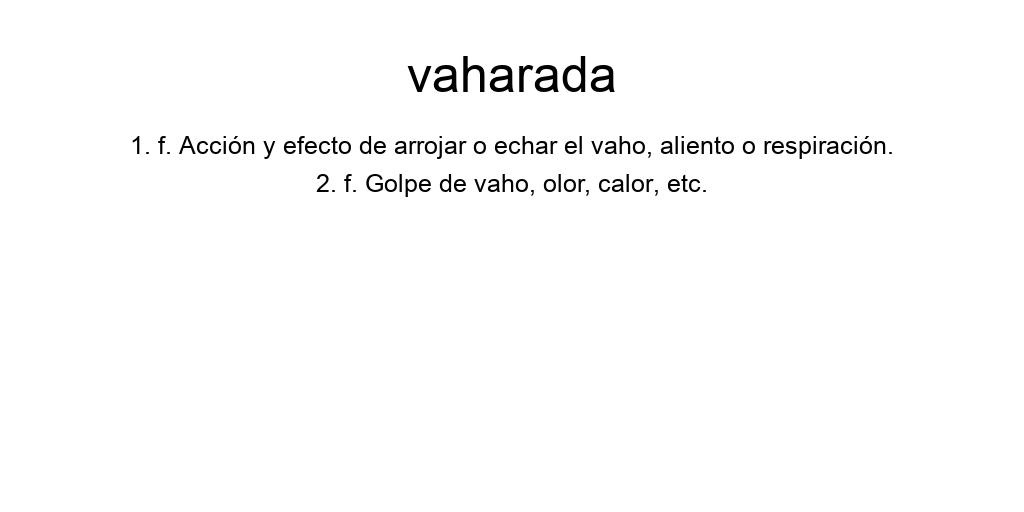 vaharada
1. f. Acción y efecto de arrojar o echar el vaho, aliento o respiración.
2. f. Golpe de vaho, olor, calor, etc.